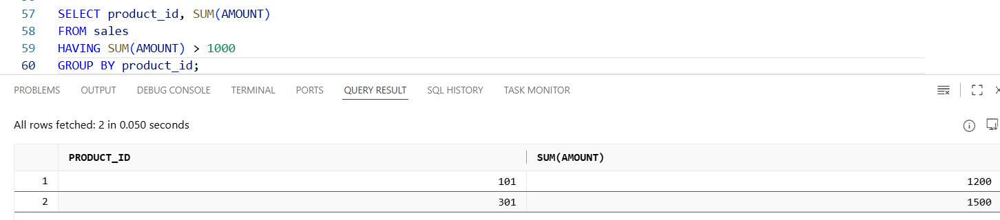 57 SELECT product_id, SUM(AMOUNT)
58 FROM sales
59 HAVING SUM(AMOUNT) > 1000
60 GROUP BY product_id;
PROBLEMS OUTPUT DEBUG CONSOLE TERMINAL PORTS QUERY RESULT SQL HISTORY TASK MONITOR
All rows fetched: 2 in 0.050 seconds
PRODUCT_ID SUM(AMOUNT)
1 101 1200
2 301 1500